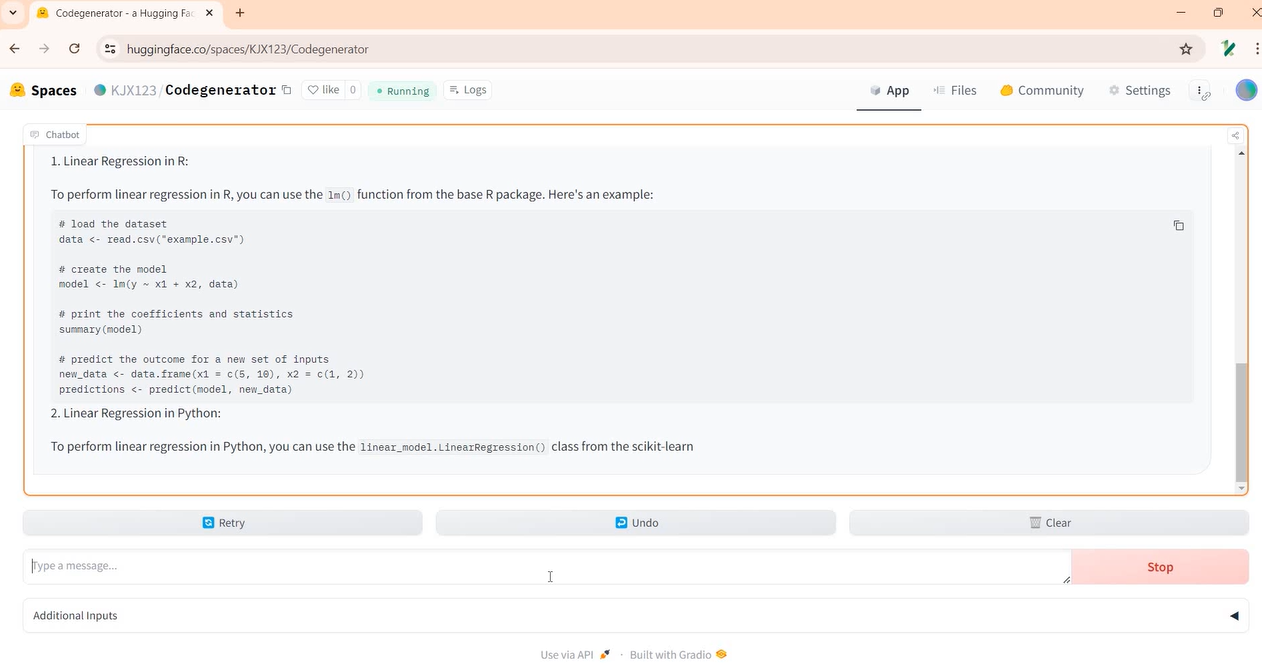 Codegenerator - a Hugging Fac
huggingface.co/spaces/KJX123/Codegenerator
Spaces KJX123/Codegenerator like 0 Running Logs App Files Community Settings
Chatbot
1. Linear Regression in R:
To perform linear regression in R, you can use the lm() function from the base R package. Here's an example:
# load the dataset
data <- read.csv("example.csv")
# create the model
model <- lm(y ~ x1 + x2, data)
# print the coefficients and statistics
summary(model)
# predict the outcome for a new set of inputs
new_data <- data.frame(x1 = c(5, 10), x2 = c(1, 2))
predictions <- predict(model, new_data)
2. Linear Regression in Python:
To perform linear regression in Python, you can use the linear_model.LinearRegression() class from the scikit-learn
Retry Undo Clear
Type a message... Stop
Additional Inputs
Use via API · Built with Gradio